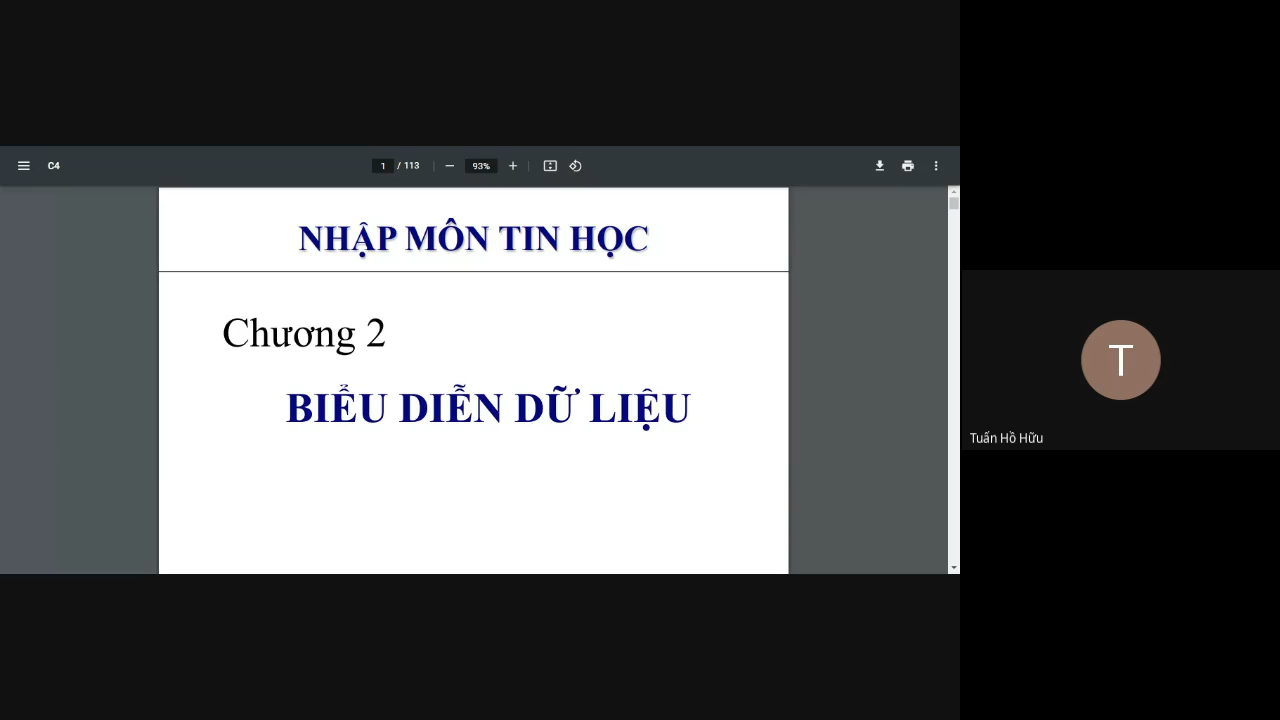 C4
1 / 113
93%
NHẬP MÔN TIN HỌC
Chương 2
BIỂU DIỄN DỮ LIỆU
T
Tuấn Hồ Hữu